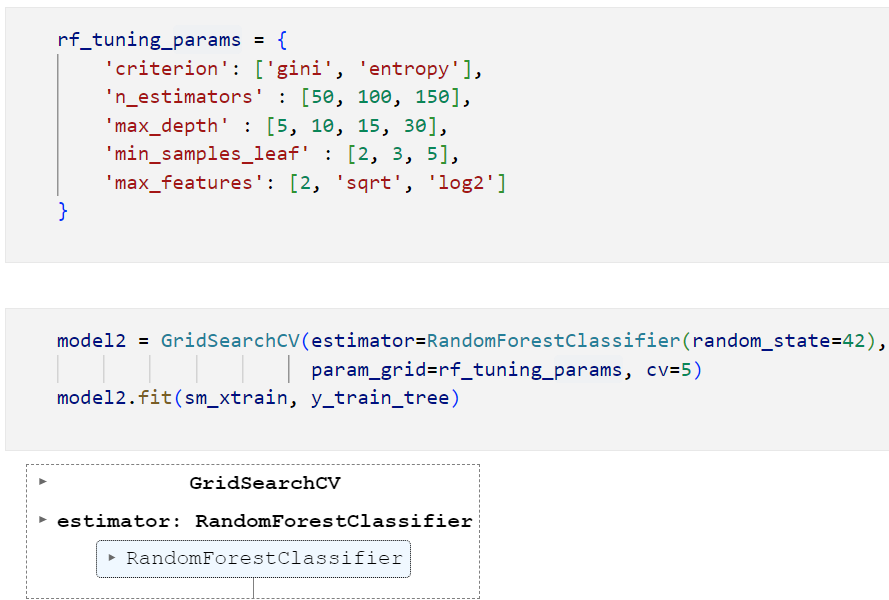 rf_tuning_params = {
'criterion': ['gini', 'entropy'],
'n_estimators' : [50, 100, 150],
'max_depth' : [5, 10, 15, 30],
'min_samples_leaf' : [2, 3, 5],
'max_features': [2, 'sqrt', 'log2']
}
model2 = GridSearchCV(estimator=RandomForestClassifier(random_state=42),
param_grid=rf_tuning_params, cv=5)
model2.fit(sm_xtrain, y_train_tree)
GridSearchCV
estimator: RandomForestClassifier
RandomForestClassifier